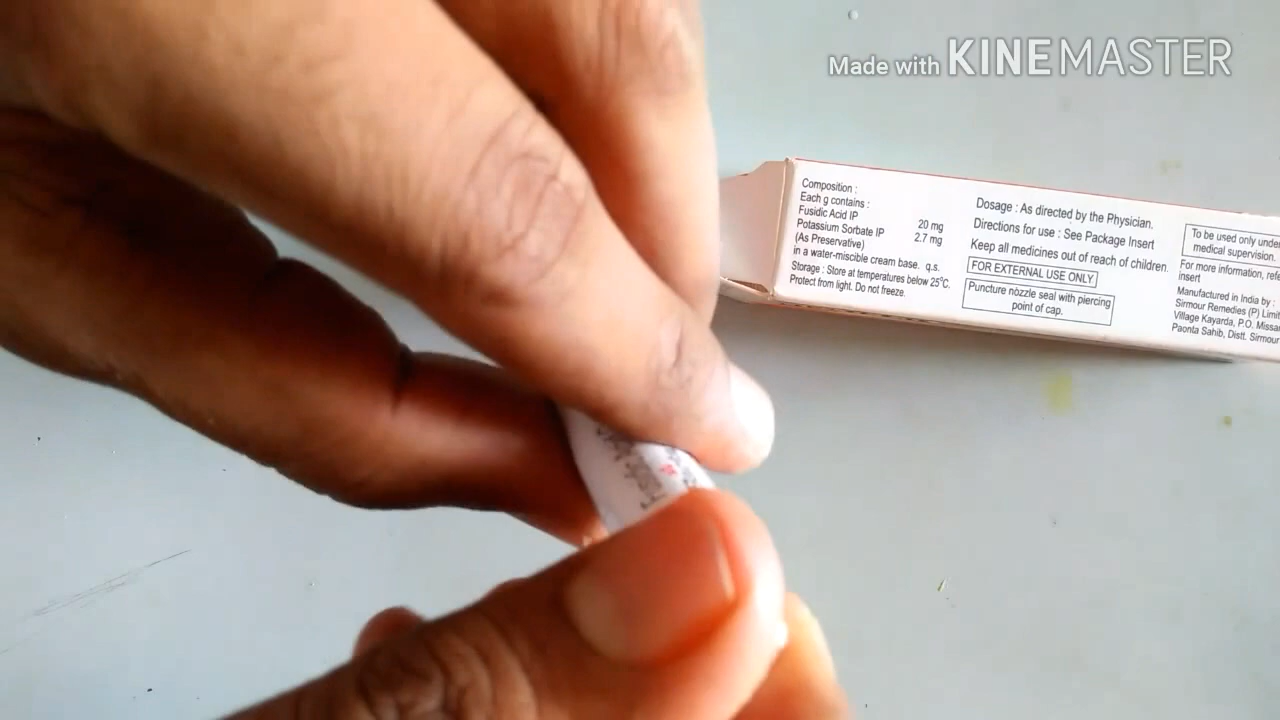 Made with KINEMASTER
Composition :
Each g contains :
Fusidic Acid IP 20 mg
Potassium Sorbate IP 2.7 mg
(As Preservative)
in a water-miscible cream base. q.s.
Storage : Store at temperatures below 25°C.
Protect from light. Do not freeze.
Dosage : As directed by the Physician.
Directions for use : See Package Insert
Keep all medicines out of reach of children.
FOR EXTERNAL USE ONLY
Puncture nozzle seal with piercing
point of cap.
To be used only under
medical supervision.
For more information, refe
insert
Manufactured in India by :
Sirmour Remedies (P) Limit
Village Kayarda, P.O. Missa
Paonta Sahib, Distt. Sirmour